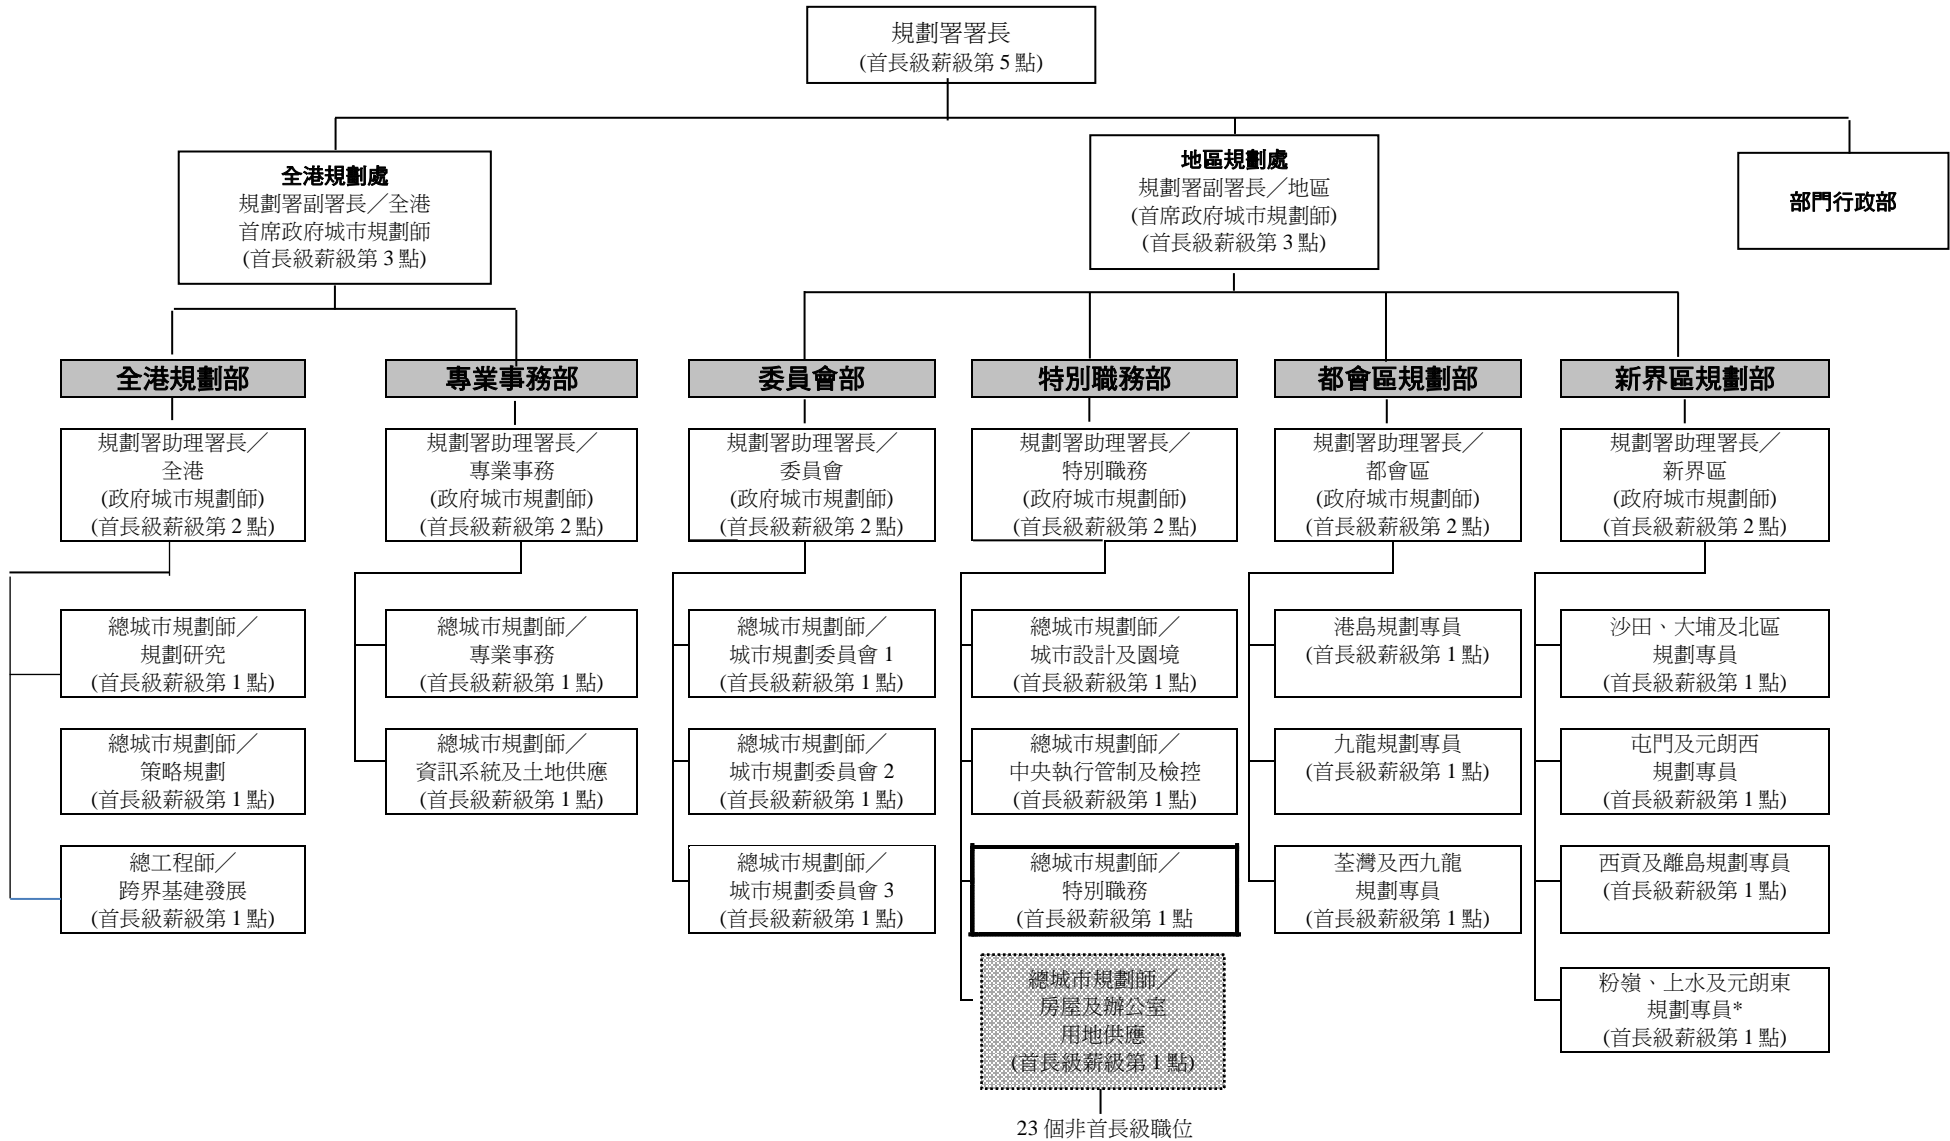 規劃署署長
(首長級薪級第 5 點)
全港規劃處
規劃署副署長／全港
首席政府城市規劃師
(首長級薪級第 3 點)
地區規劃處
規劃署副署長／地區
(首席政府城市規劃師)
(首長級薪級第 3 點)
部門行政部
全港規劃部
專業事務部
委員會部
特別職務部
都會區規劃部
新界區規劃部
規劃署助理署長／
全港
(政府城市規劃師)
(首長級薪級第 2 點)
規劃署助理署長／
專業事務
(政府城市規劃師)
(首長級薪級第 2 點)
規劃署助理署長／
委員會
(政府城市規劃師)
(首長級薪級第 2 點)
規劃署助理署長／
特別職務
(政府城市規劃師)
(首長級薪級第 2 點)
規劃署助理署長／
都會區
(政府城市規劃師)
(首長級薪級第 2 點)
規劃署助理署長／
新界區
(政府城市規劃師)
(首長級薪級第 2 點)
總城市規劃師／
規劃研究
(首長級薪級第 1 點)
總城市規劃師／
專業事務
(首長級薪級第 1 點)
總城市規劃師／
城市規劃委員會 1
(首長級薪級第 1 點)
總城市規劃師／
城市設計及園境
(首長級薪級第 1 點)
港島規劃專員
(首長級薪級第 1 點)
沙田、大埔及北區
規劃專員
(首長級薪級第 1 點)
總城市規劃師／
策略規劃
(首長級薪級第 1 點)
總城市規劃師／
資訊系統及土地供應
(首長級薪級第 1 點)
總城市規劃師／
城市規劃委員會 2
(首長級薪級第 1 點)
總城市規劃師／
中央執行管制及檢控
(首長級薪級第 1 點)
九龍規劃專員
(首長級薪級第 1 點)
屯門及元朗西
規劃專員
(首長級薪級第 1 點)
總工程師／
跨界基建發展
(首長級薪級第 1 點)
總城市規劃師／
城市規劃委員會 3
(首長級薪級第 1 點)
總城市規劃師／
特別職務
(首長級薪級第 1 點
荃灣及西九龍
規劃專員
(首長級薪級第 1 點)
西貢及離島規劃專員
(首長級薪級第 1 點)
總城市規劃師／
房屋及辦公室
用地供應
(首長級薪級第 1 點)
粉嶺、上水及元朗東
規劃專員*
(首長級薪級第 1 點)
23 個非首長級職位